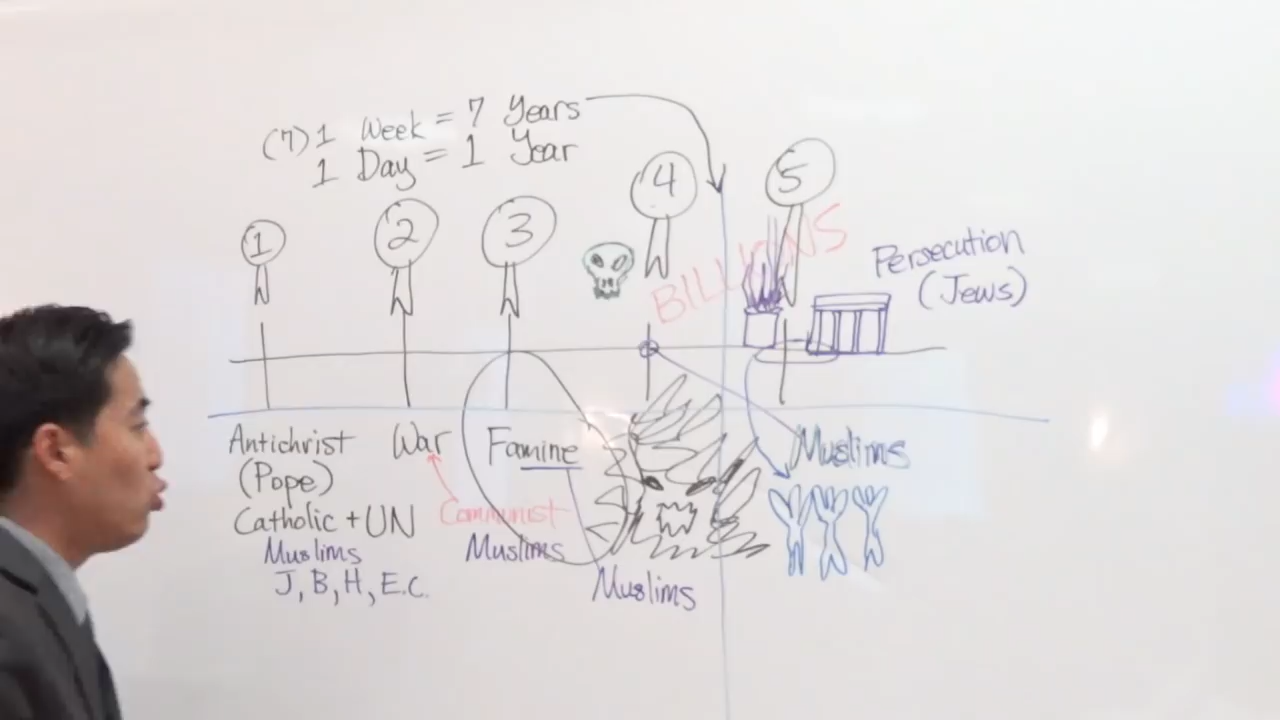 (7) 1 Week = 7 Years
1 Day = 1 Year
1
2
3
4
5
BILLIONS
Persecution
(Jews)
Antichrist
(Pope)
Catholic + UN
Muslims
J, B, H, E.C.
War
Communist
Famine
Muslims
Muslims
Muslims